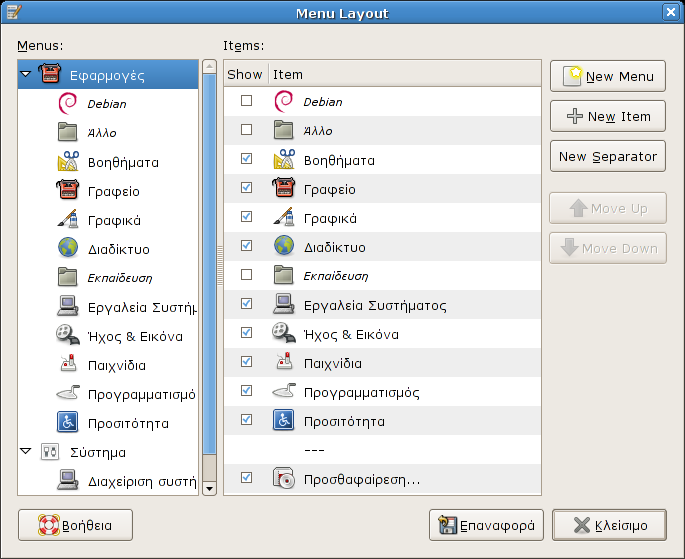 Menu Layout
Menus:
Εφαρμογές
Debian
Άλλο
Βοηθήματα
Γραφείο
Γραφικά
Διαδίκτυο
Εκπαίδευση
Εργαλεία Συστήμ
Ήχος & Εικόνα
Παιχνίδια
Προγραμματισμό
Προσιτότητα
Σύστημα
Διαχείριση συστή
Items:
Show Item
Debian
Άλλο
Βοηθήματα
Γραφείο
Γραφικά
Διαδίκτυο
Εκπαίδευση
Εργαλεία Συστήματος
Ήχος & Εικόνα
Παιχνίδια
Προγραμματισμός
Προσιτότητα
---
Προσθαφαίρεση...
New Menu
New Item
New Separator
Move Up
Move Down
Βοήθεια
Επαναφορά
Κλείσιμο